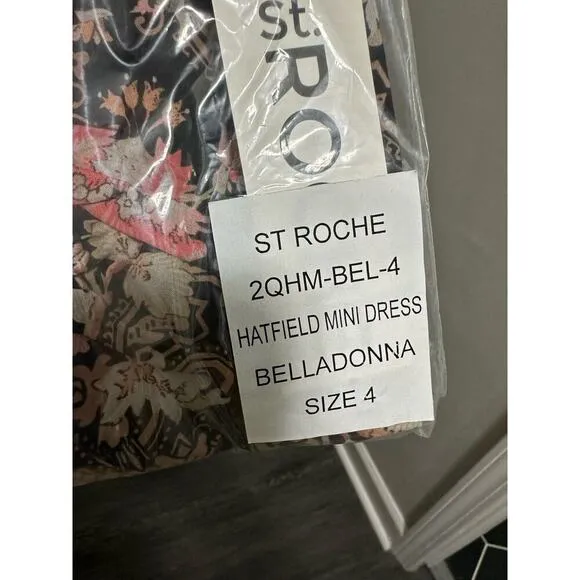 st. RO
ST ROCHE
2QHM-BEL-4
HATFIELD MINI DRESS
BELLADONNA
SIZE 4